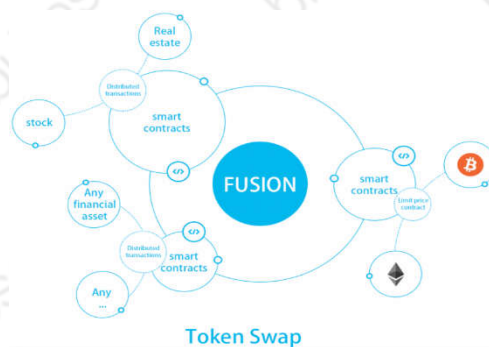 Real
estate
Distributed
transactions
stock
smart
contracts
</>
FUSION
</>
smart
contracts
Limit price
contract
Any
financial
asset
</>
Distributed
transactions
smart
contracts
Any
...
Token Swap